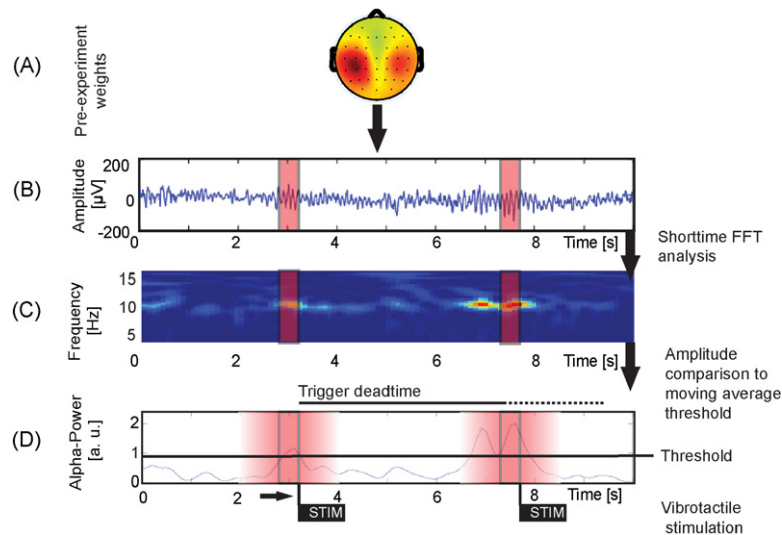 (A)
Pre-experiment
weights
(B)
Amplitude
[µV]
200
0
-200
0 2 4 6 8 Time [s]
Shorttime FFT
analysis
(C)
Frequency
[Hz]
15
10
5
0 2 4 6 8 Time [s]
Amplitude
comparison to
moving average
threshold
Trigger deadtime
(D)
Alpha-Power
[a. u.]
2
1
0
Threshold
0 2 4 6 8 Time [s]
STIM
STIM
Vibrotactile
stimulation